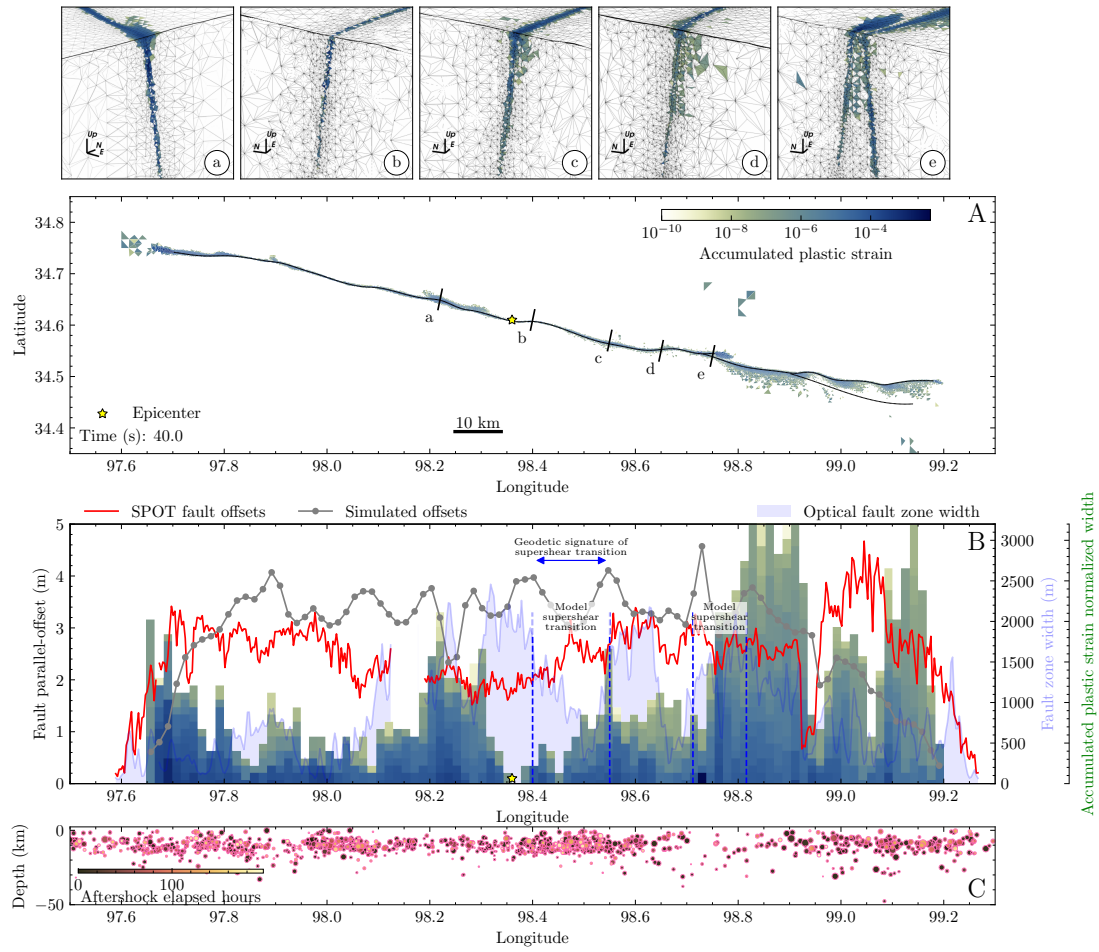 Up
N E
a
Up
N E
b
Up
N E
c
Up
N E
d
Up
N E
e
A
34.8
34.7
34.6
34.5
34.4
Latitude
10⁻¹⁰ 10⁻⁸ 10⁻⁶ 10⁻⁴
Accumulated plastic strain
a
b
c
d
e
Epicenter
Time (s): 40.0
10 km
97.6 97.8 98.0 98.2 98.4 98.6 98.8 99.0 99.2
Longitude
SPOT fault offsets
Simulated offsets
Optical fault zone width
B
Geodetic signature of
supershear transition
Model
supershear
transition
Model
supershear
transition
5
4
3
2
1
0
Fault parallel-offset (m)
3000
2500
2000
1500
1000
500
0
Fault zone width (m)
Accumulated plastic strain normalized width
97.6 97.8 98.0 98.2 98.4 98.6 98.8 99.0 99.2
Longitude
0
−50
Depth (km)
0 100
Aftershock elapsed hours
C
97.6 97.8 98.0 98.2 98.4 98.6 98.8 99.0 99.2
Longitude